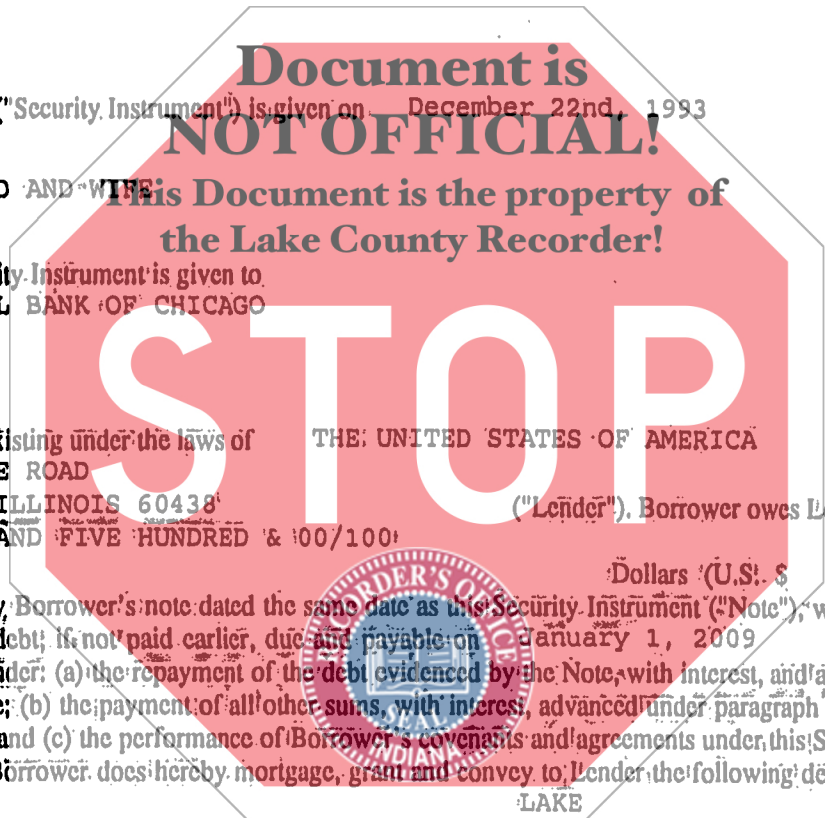 Document is
("Security Instrument") is given on December 22nd, 1993
NOT OFFICIAL!
AND WIFE
This Document is the property of
the Lake County Recorder!
Instrument is given to
BANK OF CHICAGO
STOP
under the laws of THE UNITED STATES OF AMERICA
ROAD
ILLINOIS 60438 ("Lender"). Borrower owes
AND FIVE HUNDRED & 00/100
Dollars (U.S. $
Borrower's note dated the same date as this Security Instrument ("Note"),
debt, if not paid earlier, due and payable on January 1, 2009
(a) the repayment of the debt evidenced by the Note, with interest, and
(b) the payment of all other sums, with interest, advanced under paragraph
and (c) the performance of Borrower's covenants and agreements under this
Borrower does hereby mortgage, grant and convey to Lender the following
LAKE
RECORDER'S OFFICE
SEAL
INDIANA